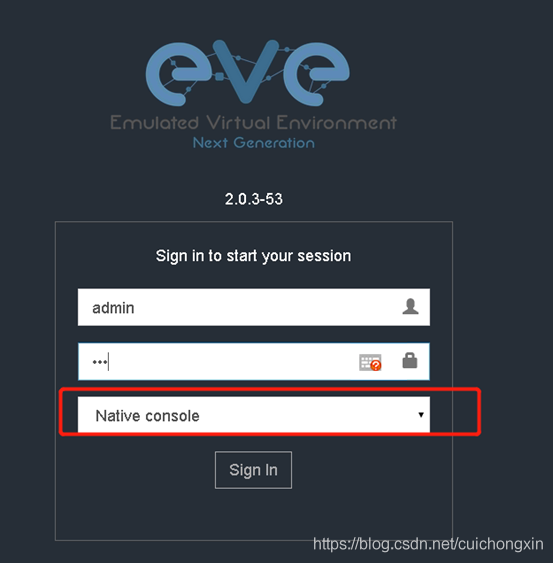 eve
Emulated Virtual Environment
Next Generation
2.0.3-53
Sign in to start your session
admin
•••
Native console
Sign In
https://blog.csdn.net/cuichongxin